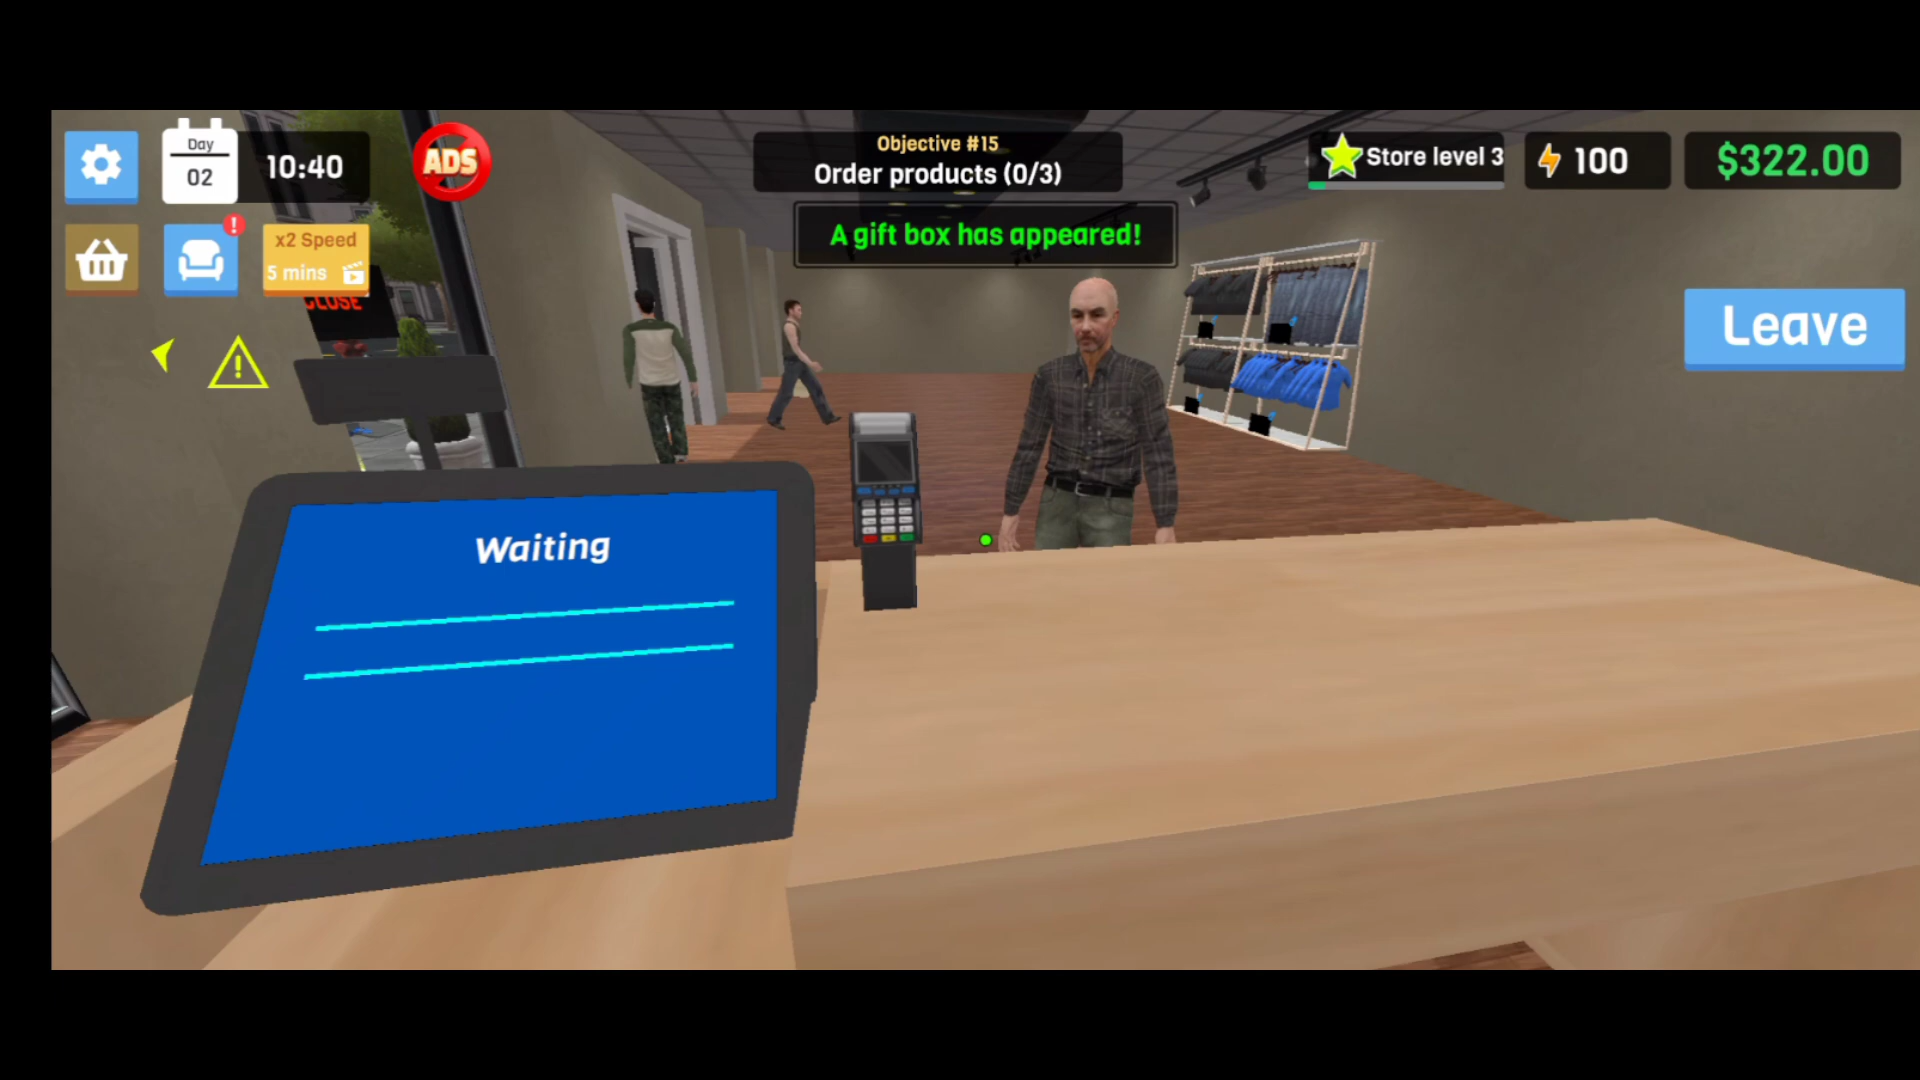 Day
02
10:40
ADS
Objective #15
Order products (0/3)
Store level 3
100
$322.00
A gift box has appeared!
!
x2 Speed
5 mins
CLOSE
Leave
!
Waiting